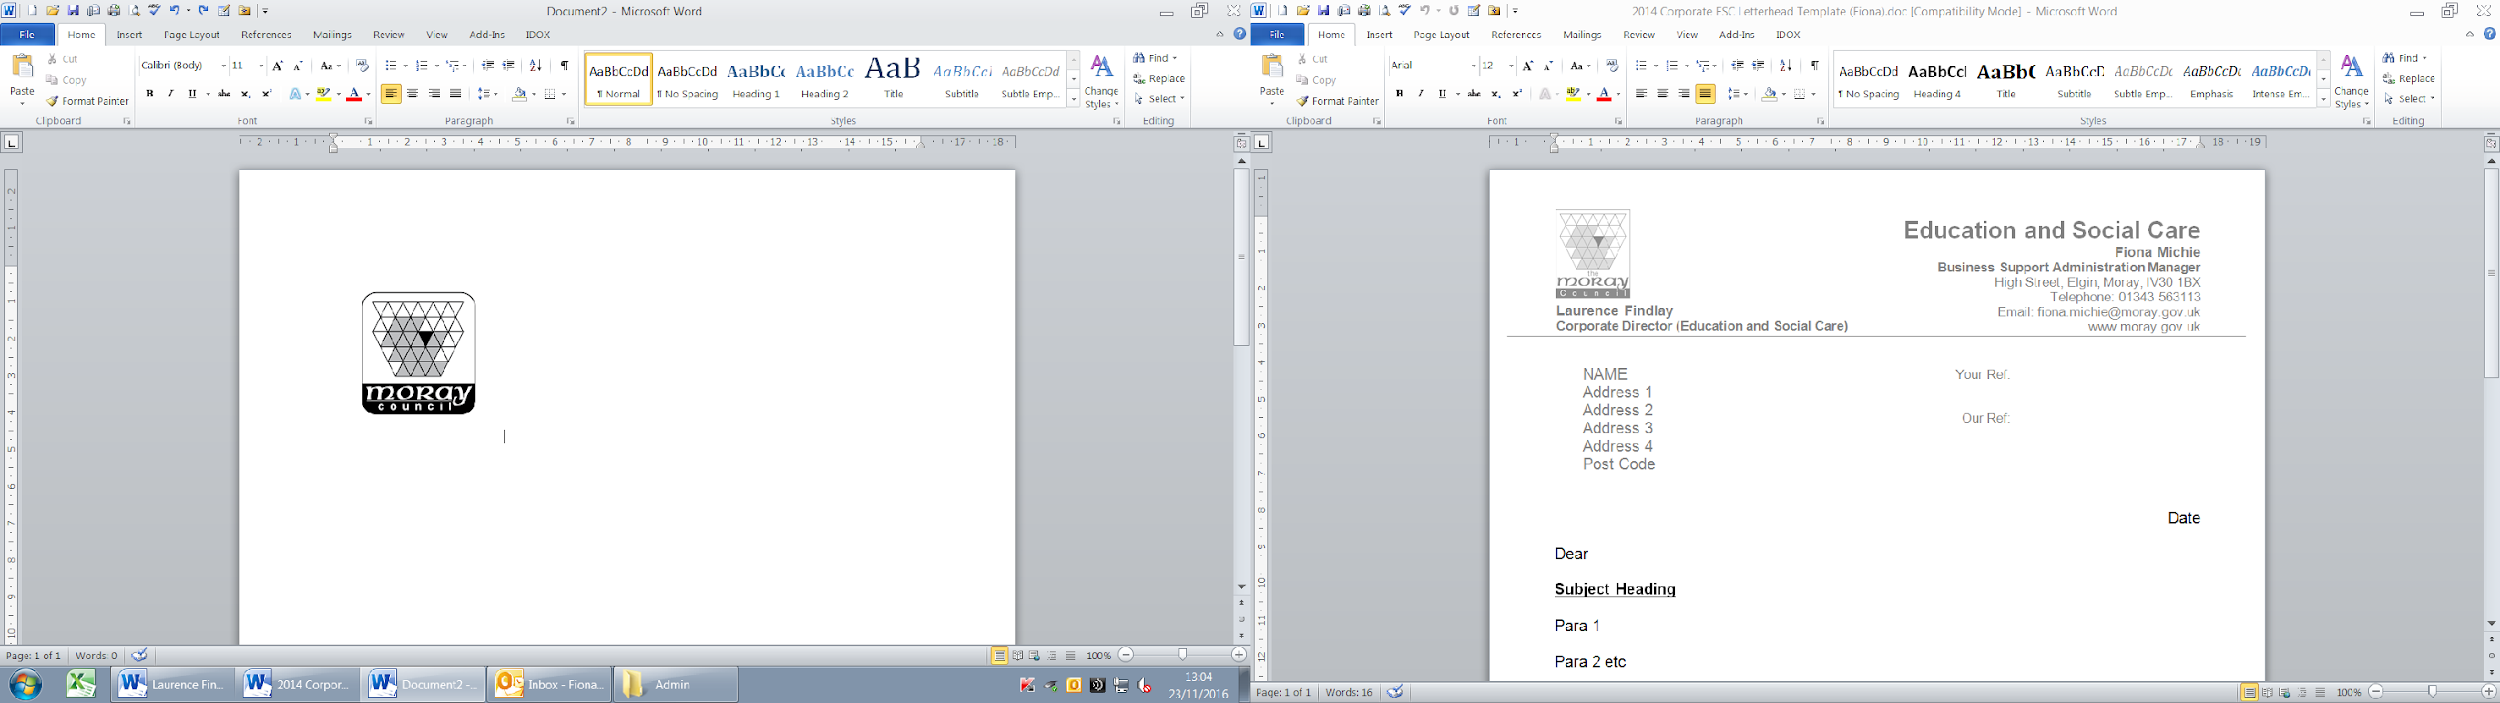 Document2 - Microsoft Word
File Home Insert Page Layout References Mailings Review View Add-Ins IDOX
Paste Cut Copy Format Painter
Calibri (Body) 11
AaBbCcDd AaBbCcDd AaBbCc AaBbCc AaB AaBbCcI AaBbCcDd
¶ Normal ¶ No Spacing Heading 1 Heading 2 Title Subtitle Subtle Emp...
Change Styles
Find Replace Select
Clipboard Font Paragraph Styles Editing
moray
council
Page: 1 of 1 Words: 0 100%
Laurence Fin... 2014 Corpor... Document2 -... Inbox - Fiona... Admin
13:04
23/11/2016
2014 Corporate ESC Letterhead Template (Fiona).doc [Compatibility Mode] - Microsoft Word
File Home Insert Page Layout References Mailings Review View Add-Ins IDOX
Paste Cut Copy Format Painter
Arial 12
AaBbCcDd AaBbCcI AaBbC AaBbCcD AaBbCcDc AaBbCcDc AaBbCcDc
¶ No Spacing Heading 4 Title Subtitle Subtle Emp... Emphasis Intense Em...
Change Styles
Find Replace Select
Clipboard Font Paragraph Styles Editing
the
moray
Council
Laurence Findlay
Corporate Director (Education and Social Care)
Education and Social Care
Fiona Michie
Business Support Administration Manager
High Street, Elgin, Moray, IV30 1BX
Telephone: 01343 563113
Email: fiona.michie@moray.gov.uk
www.moray.gov.uk
NAME
Address 1
Address 2
Address 3
Address 4
Post Code
Your Ref:
Our Ref:
Date
Dear
Subject Heading
Para 1
Para 2 etc
Page: 1 of 1 Words: 16 100%